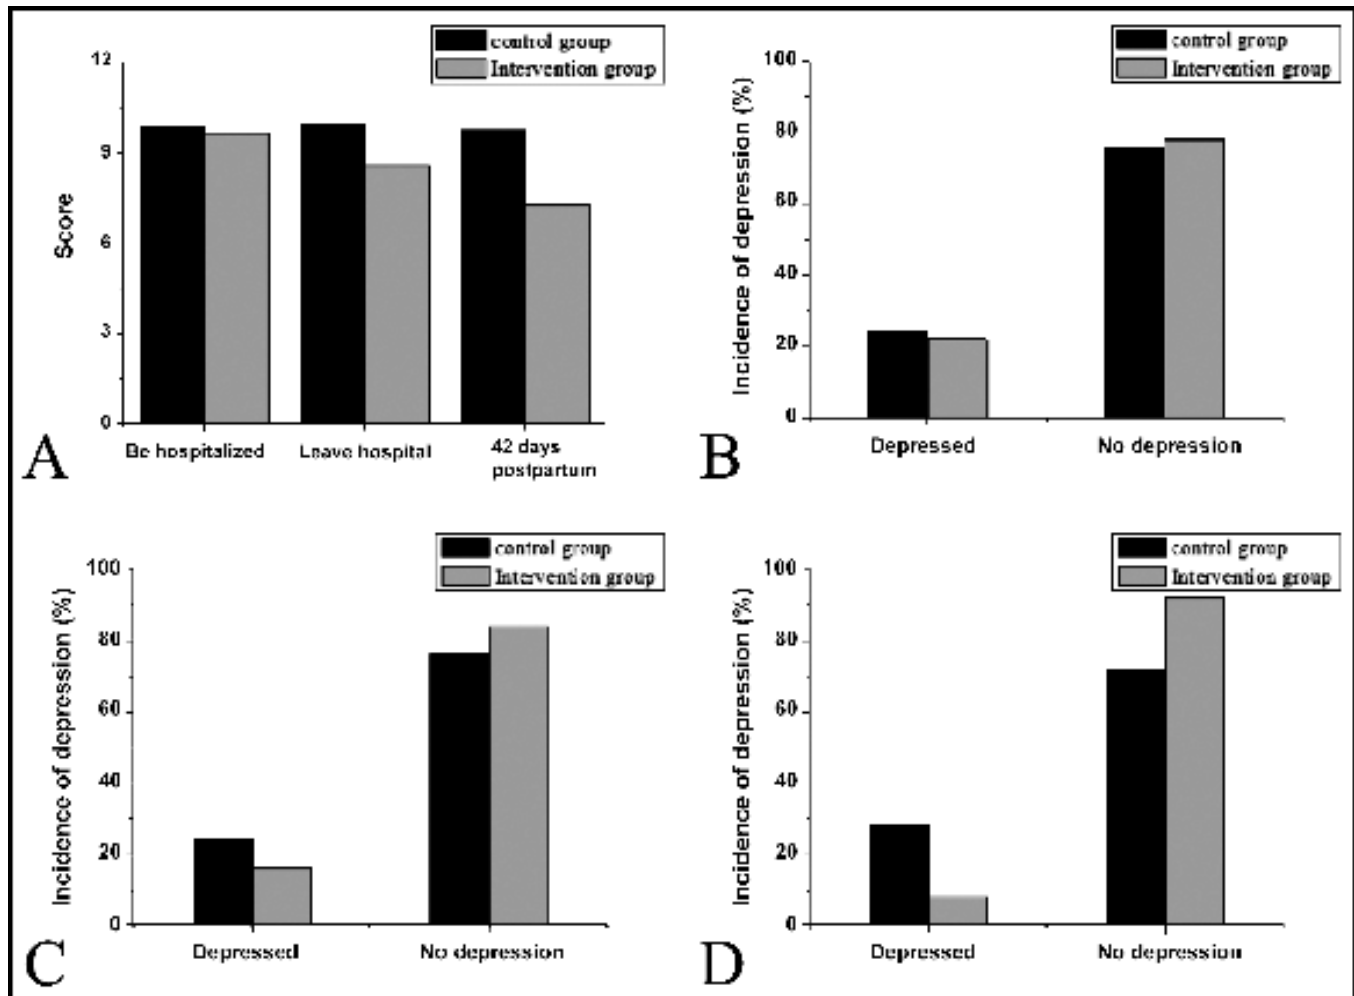 control group
Intervention group
12
9
6
3
0
Score
Be hospitalized
Leave hospital
42 days
postpartum
A
control group
Intervention group
100
80
60
40
20
0
Incidence of depression (%)
Depressed
No depression
B
control group
Intervention group
100
80
60
40
20
0
Incidence of depression (%)
Depressed
No depression
C
control group
Intervention group
100
80
60
40
20
0
Incidence of depression (%)
Depressed
No depression
D